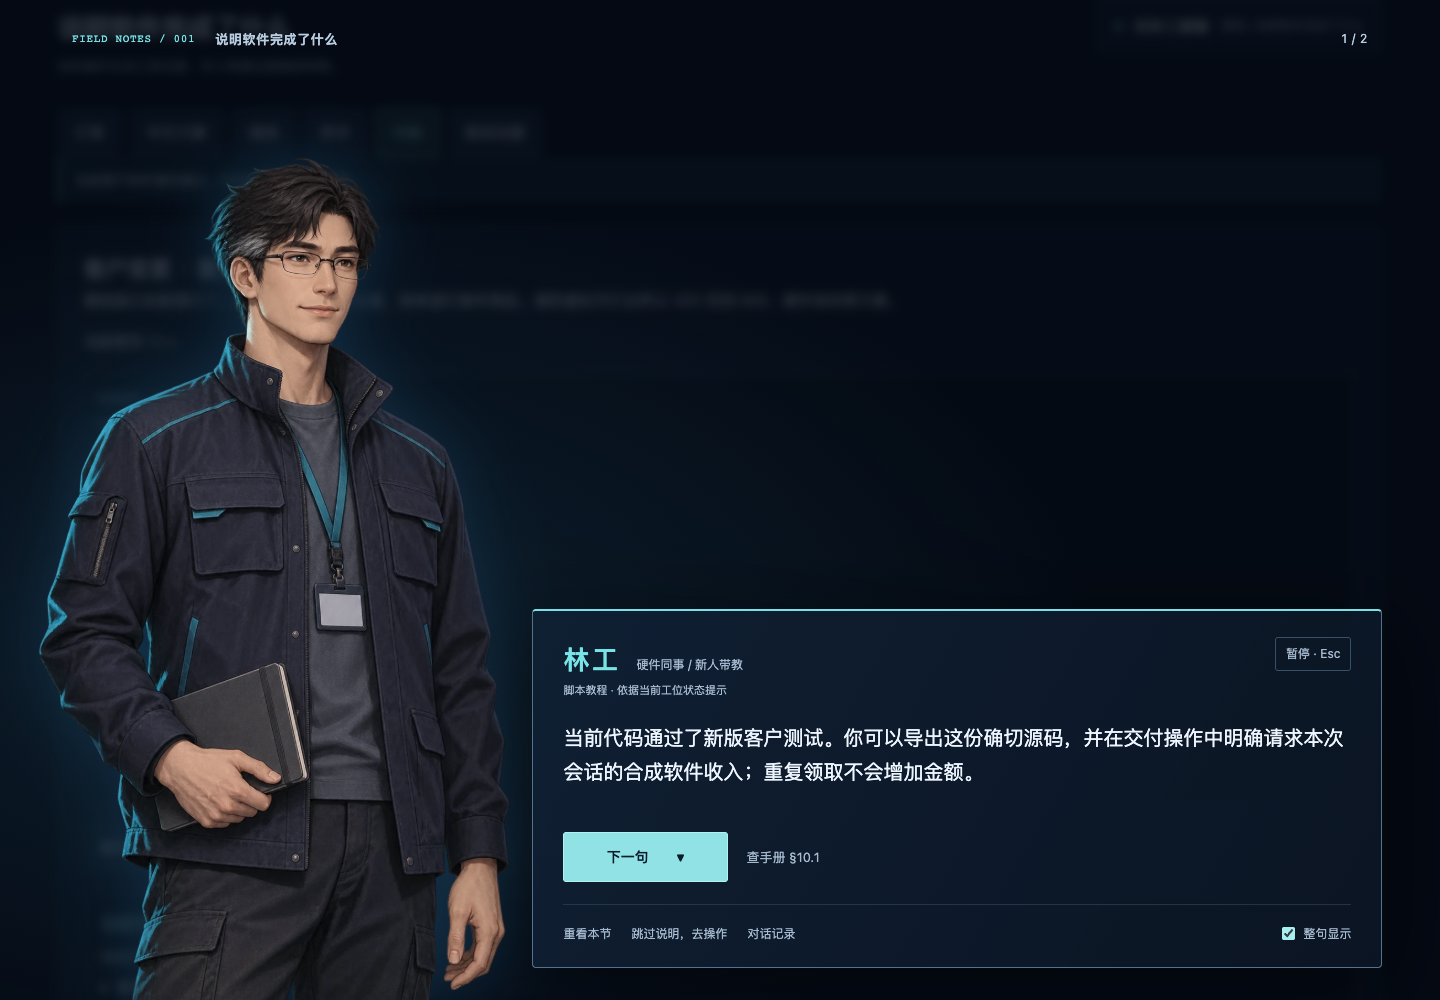 FIELD NOTES / 001 说明软件完成了什么
1 / 2
林工 硬件同事 / 新人带教
暂停 · Esc
脚本教程 · 依据当前工位状态提示
当前代码通过了新版客户测试。你可以导出这份确切源码，并在交付操作中明确请求本次
会话的合成软件收入；重复领取不会增加金额。
下一句 ▼ 查手册 §10.1
重看本节 跳过说明，去操作 对话记录 整句显示